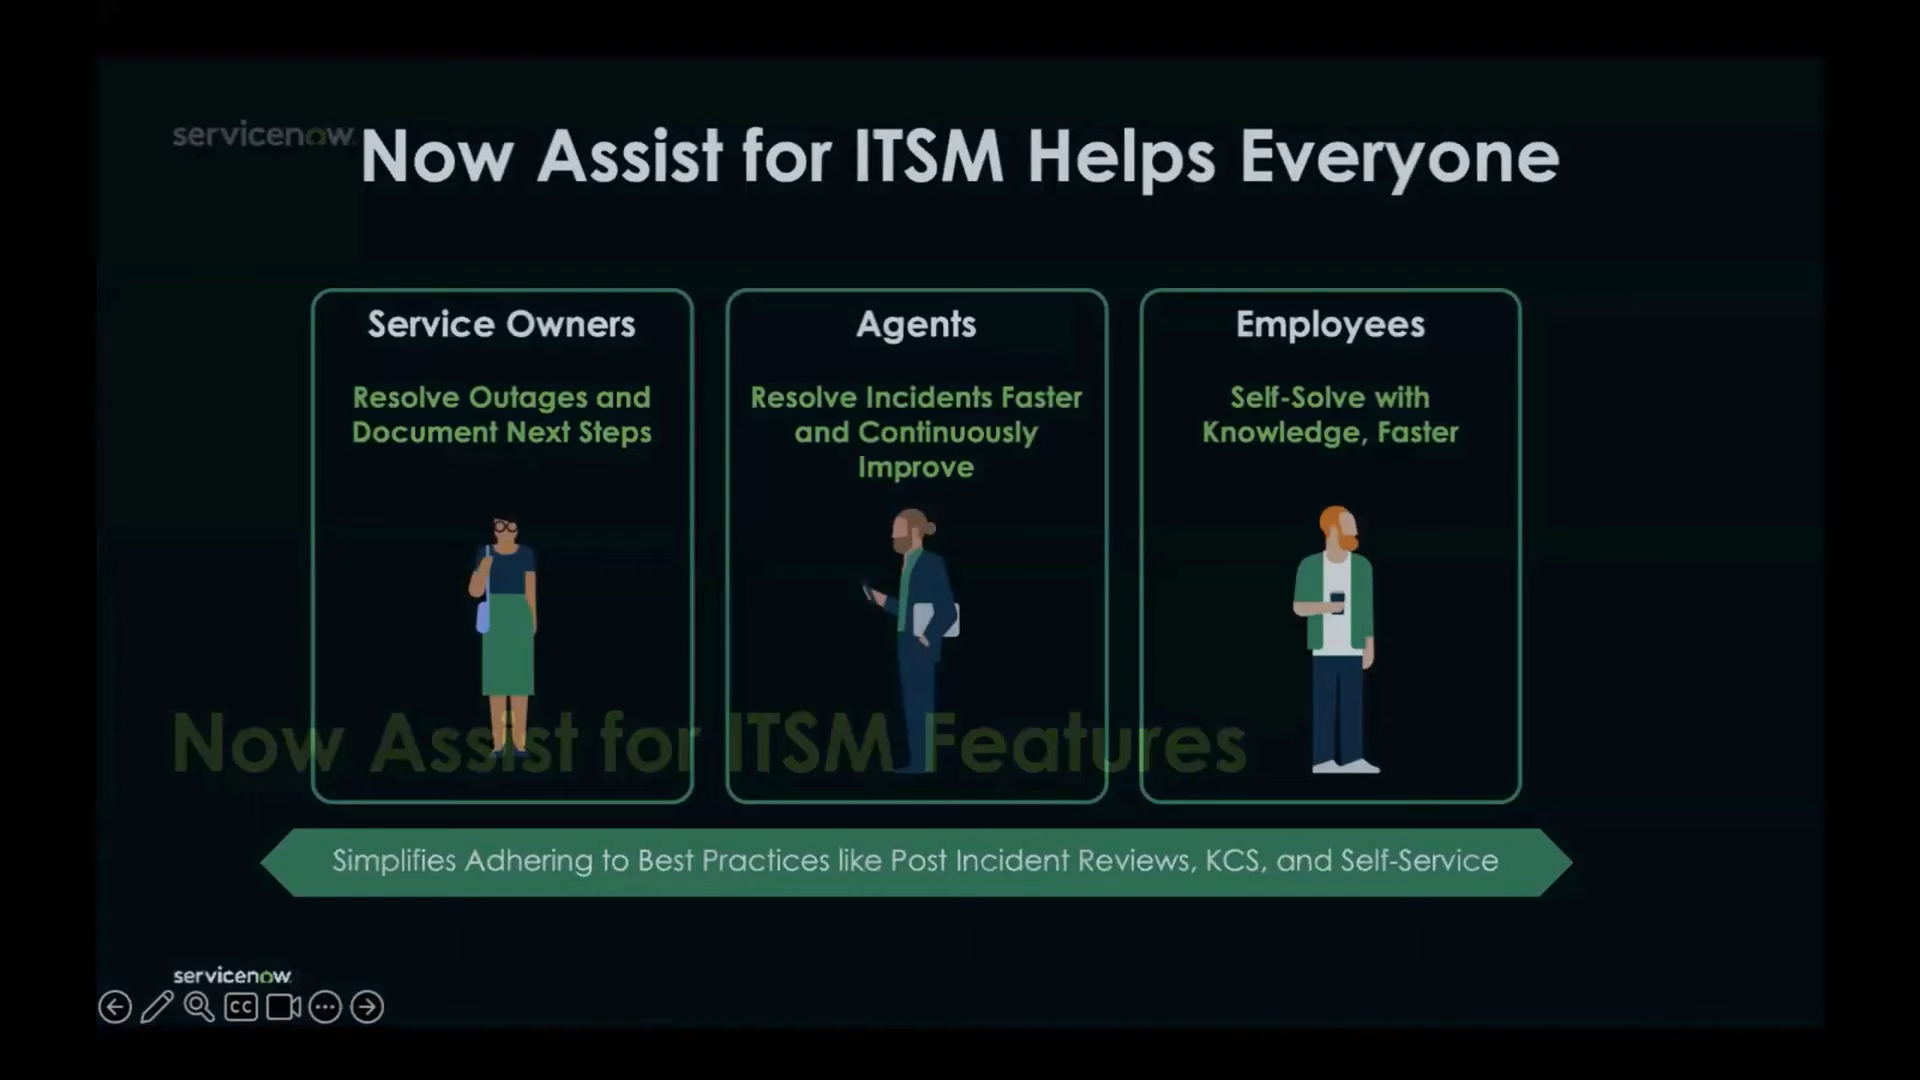 servicenow.
Now Assist for ITSM Helps Everyone
Service Owners
Resolve Outages and
Document Next Steps
Agents
Resolve Incidents Faster
and Continuously
Improve
Employees
Self-Solve with
Knowledge, Faster
Now Assist for ITSM Features
Simplifies Adhering to Best Practices like Post Incident Reviews, KCS, and Self-Service
servicenow.
CC